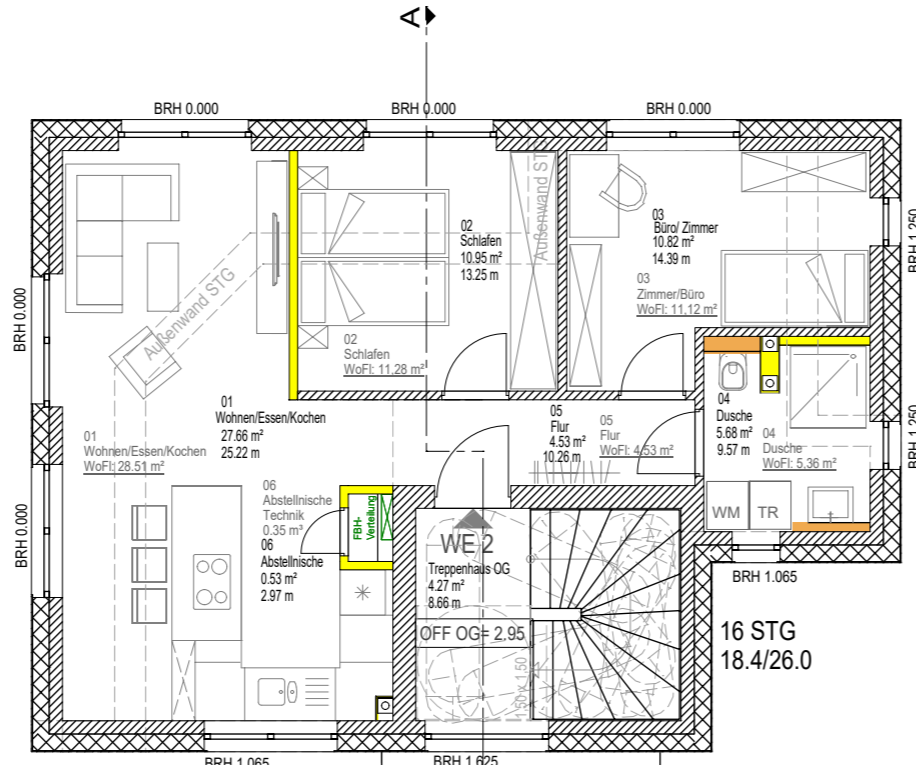 A
BRH 0.000
BRH 0.000
BRH 0.000
BRH 1.250
BRH 0.000
BRH 1.250
BRH 0.000
Außenwand STG
Außenwand STG
02
Schlafen
10.95 m²
13.25 m
02
Schlafen
WoFl: 11,28 m²
03
Büro/ Zimmer
10.82 m²
14.39 m
03
Zimmer/Büro
WoFl: 11,12 m²
01
Wohnen/Essen/Kochen
27.66 m²
25.22 m
01
Wohnen/Essen/Kochen
WoFl: 28.51 m²
05
Flur
4.53 m²
10.26 m
05
Flur
WoFl: 4,53 m²
04
Dusche
5.68 m²
9.57 m
04
Dusche
WoFl: 5,36 m²
06
Abstellnische
Technik
0.35 m²
06
Abstellnische
0.53 m²
2.97 m
FBH-
Verteilung
WM
TR
WE 2
Treppenhaus OG
4.27 m²
8.66 m
OFF OG= 2.95
1.50 x 1.50
BRH 1.065
16 STG
18.4/26.0
BRH 1.065
BRH 1.625